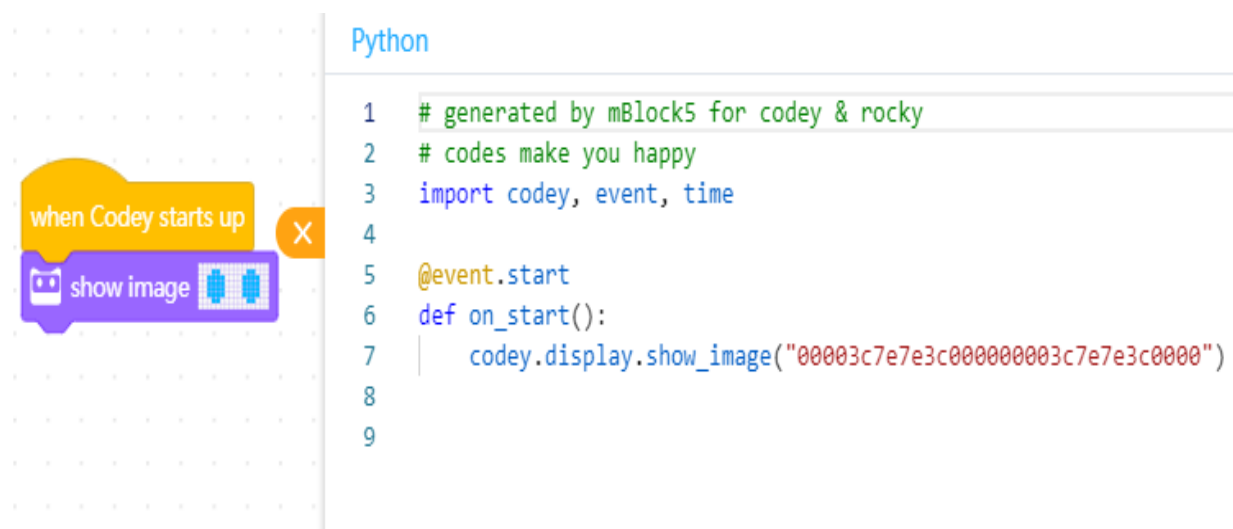 when Codey starts up
X
show image
Python
1 # generated by mBlock5 for codey & rocky
2 # codes make you happy
3 import codey, event, time
4
5 @event.start
6 def on_start():
7 codey.display.show_image("00003c7e7e3c000000003c7e7e3c0000")
8
9